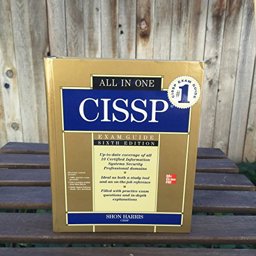 ALL IN ONE
CISSP
EXAM GUIDE
SIXTH EDITION
Up-to-date coverage of all
10 Certified Information
Systems Security
Professional domains
Ideal as both a study tool
and an on-the-job reference
Filled with practice exam
questions and in-depth
explanations
SHON HARRIS